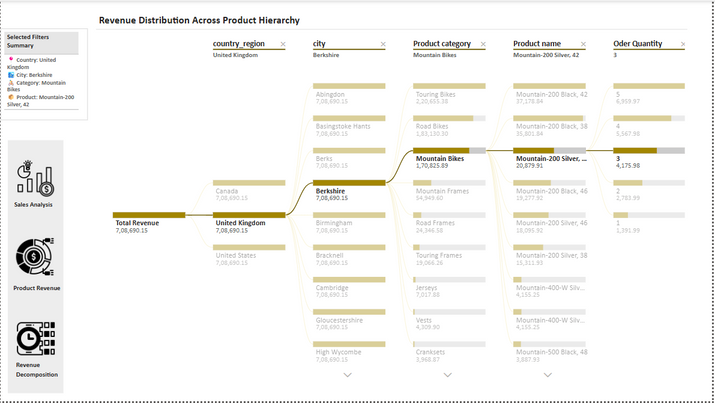 Revenue Distribution Across Product Hierarchy
Selected Filters
Summary
Country: United
Kingdom
City: Berkshire
Category: Mountain
Bikes
Product: Mountain-200
Silver, 42
Sales Analysis
Product Revenue
Revenue
Decomposition
Total Revenue
7,08,690.15
country_region
United Kingdom
Canada
7,08,690.15
United Kingdom
7,08,690.15
United States
7,08,690.15
city
Berkshire
Abingdon
7,08,690.15
Basingstoke Hants
7,08,690.15
Berks
7,08,690.15
Berkshire
7,08,690.15
Birmingham
7,08,690.15
Bracknell
7,08,690.15
Cambridge
7,08,690.15
Gloucestershire
7,08,690.15
High Wycombe
7,08,690.15
Product category
Mountain Bikes
Touring Bikes
2,20,655.38
Road Bikes
1,83,130.30
Mountain Bikes
1,70,825.89
Mountain Frames
54,949.60
Road Frames
24,346.58
Touring Frames
19,066.26
Jerseys
7,017.88
Vests
4,309.90
Cranksets
3,968.87
Product name
Mountain-200 Silver, 42
Mountain-200 Black, 42
37,178.84
Mountain-200 Black, 38
35,801.84
Mountain-200 Silver, ...
20,879.91
Mountain-200 Black, 46
19,277.92
Mountain-200 Silver, 46
18,095.92
Mountain-200 Silver, 38
15,311.93
Mountain-400-W Silv...
4,155.25
Mountain-400-W Silv...
4,155.25
Mountain-500 Black, 48
3,887.93
Oder Quantity
3
5
6,959.97
4
5,567.98
3
4,175.98
2
2,783.99
1
1,391.99